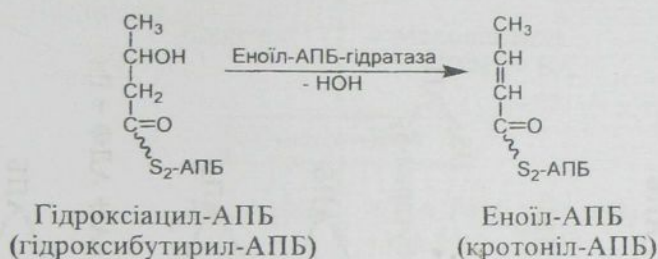 CH₃
CHOH
CH₂
C=O
S₂-АПБ
Еноїл-АПБ-гідратаза
- НОН
CH₃
CH
CH
C=O
S₂-АПБ
Гідроксіацил-АПБ
(гідроксибутирил-АПБ)
Еноїл-АПБ
(кротоніл-АПБ)